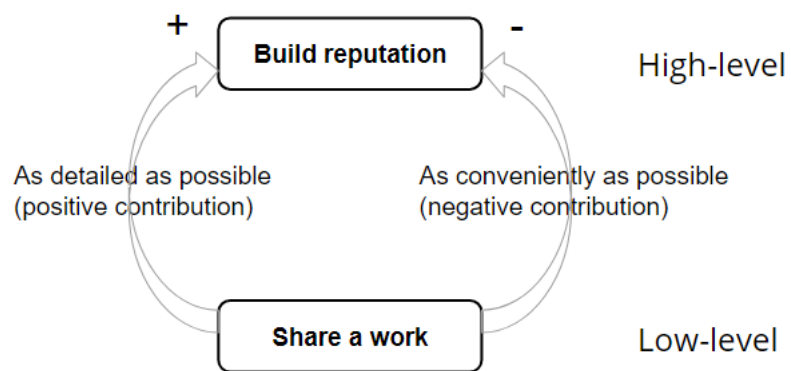 +
Build reputation
-
High-level
As detailed as possible
(positive contribution)
As conveniently as possible
(negative contribution)
Share a work
Low-level